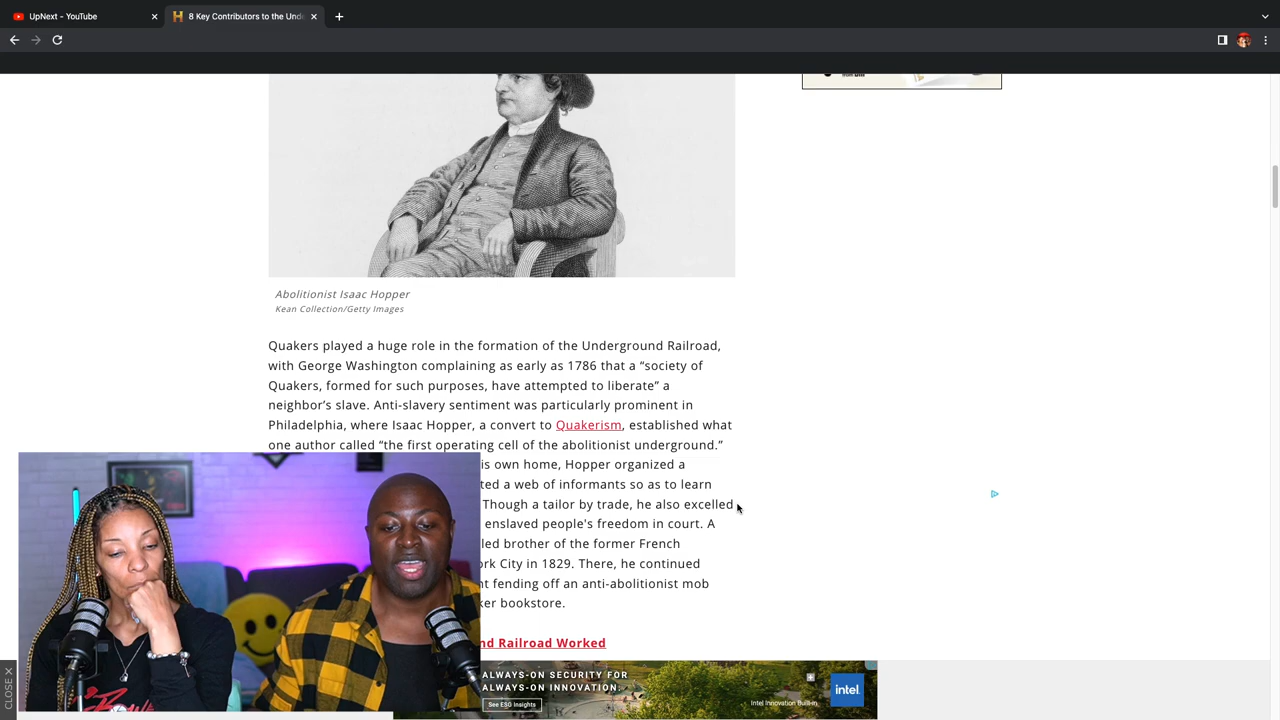 UpNext - YouTube
8 Key Contributors to the Unde
Abolitionist Isaac Hopper
Kean Collection/Getty Images
Quakers played a huge role in the formation of the Underground Railroad,
with George Washington complaining as early as 1786 that a “society of
Quakers, formed for such purposes, have attempted to liberate” a
neighbor’s slave. Anti-slavery sentiment was particularly prominent in
Philadelphia, where Isaac Hopper, a convert to Quakerism, established what
one author called “the first operating cell of the abolitionist underground.”
is own home, Hopper organized a
ted a web of informants so as to learn
Though a tailor by trade, he also excelled
enslaved people's freedom in court. A
led brother of the former French
rk City in 1829. There, he continued
nt fending off an anti-abolitionist mob
ker bookstore.
nd Railroad Worked
CLOSE ✕
ALWAYS-ON SECURITY FOR
ALWAYS-ON INNOVATION.
See ESG Insights
Intel Innovation Built-in
intel.